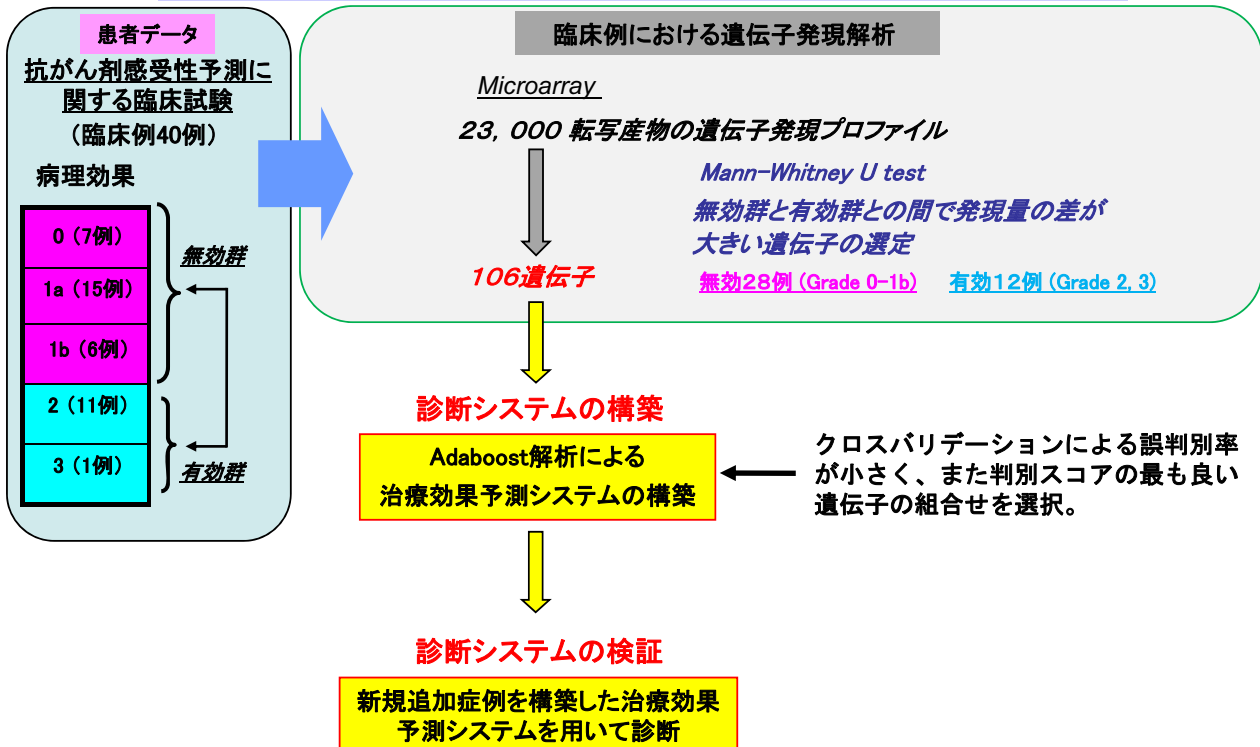 患者データ
抗がん剤感受性予測に
関する臨床試験
(臨床例40例)
病理効果
0 (7例)
1a (15例)
1b (6例)
2 (11例)
3 (1例)
無効群
有効群
臨床例における遺伝子発現解析
Microarray
23, 000 転写産物の遺伝子発現プロファイル
Mann-Whitney U test
無効群と有効群との間で発現量の差が
大きい遺伝子の選定
106遺伝子
無効28例 (Grade 0-1b) 有効12例 (Grade 2, 3)
診断システムの構築
Adaboost解析による
治療効果予測システムの構築
クロスバリデーションによる誤判別率
が小さく、また判別スコアの最も良い
遺伝子の組合せを選択。
診断システムの検証
新規追加症例を構築した治療効果
予測システムを用いて診断